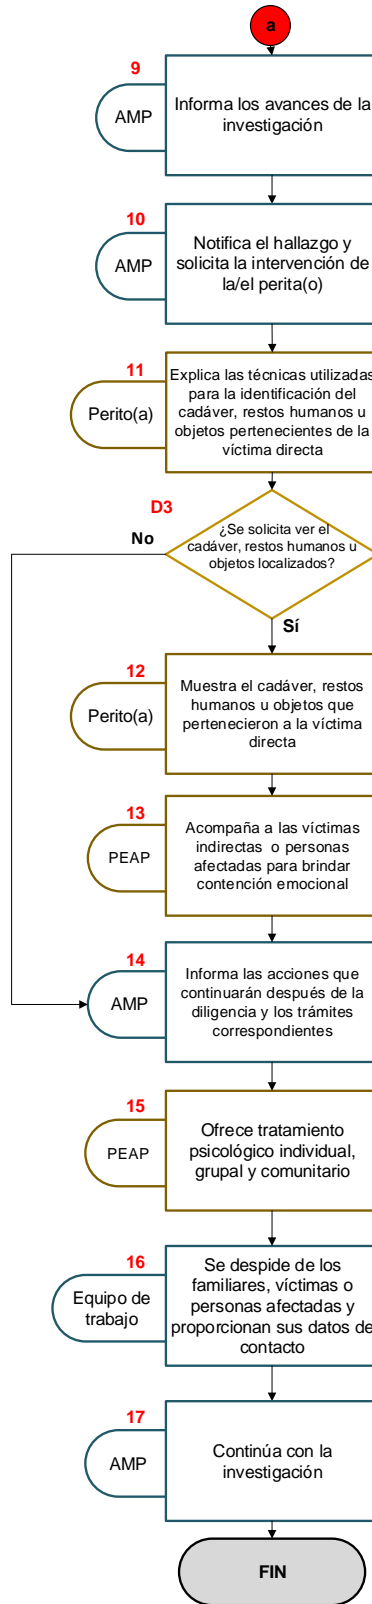 a
9
AMP
Informa los avances de la
investigación
10
AMP
Notifica el hallazgo y
solicita la intervención de
la/el perita(o)
11
Perito(a)
Explica las técnicas utilizadas
para la identificación del
cadáver, restos humanos u
objetos pertenecientes de la
víctima directa
D3
No
¿Se solicita ver el
cadáver, restos humanos u
objetos localizados?
Sí
12
Perito(a)
Muestra el cadáver, restos
humanos u objetos que
pertenecieron a la víctima
directa
13
PEAP
Acompaña a las víctimas
indirectas o personas
afectadas para brindar
contención emocional
14
AMP
Informa las acciones que
continuarán después de la
diligencia y los trámites
correspondientes
15
PEAP
Ofrece tratamiento
psicológico individual,
grupal y comunitario
16
Equipo de
trabajo
Se despide de los
familiares, víctimas o
personas afectadas y
proporcionan sus datos de
contacto
17
AMP
Continúa con la
investigación
FIN